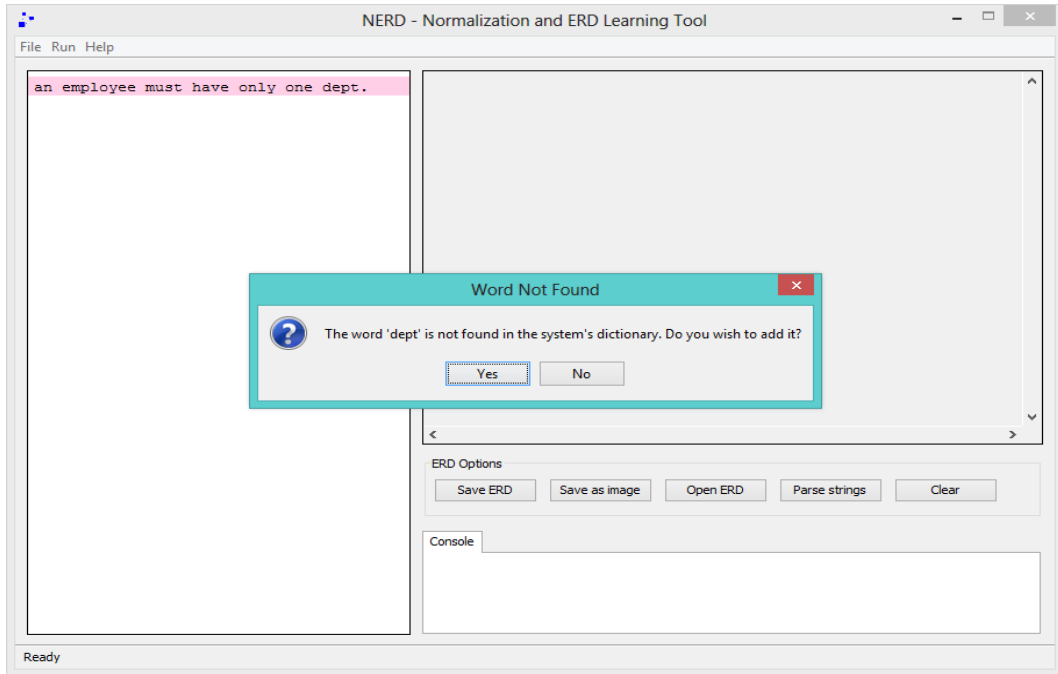 NERD - Normalization and ERD Learning Tool
File Run Help
an employee must have only one dept.
Word Not Found
The word 'dept' is not found in the system's dictionary. Do you wish to add it?
Yes No
ERD Options
Save ERD Save as image Open ERD Parse strings Clear
Console
Ready